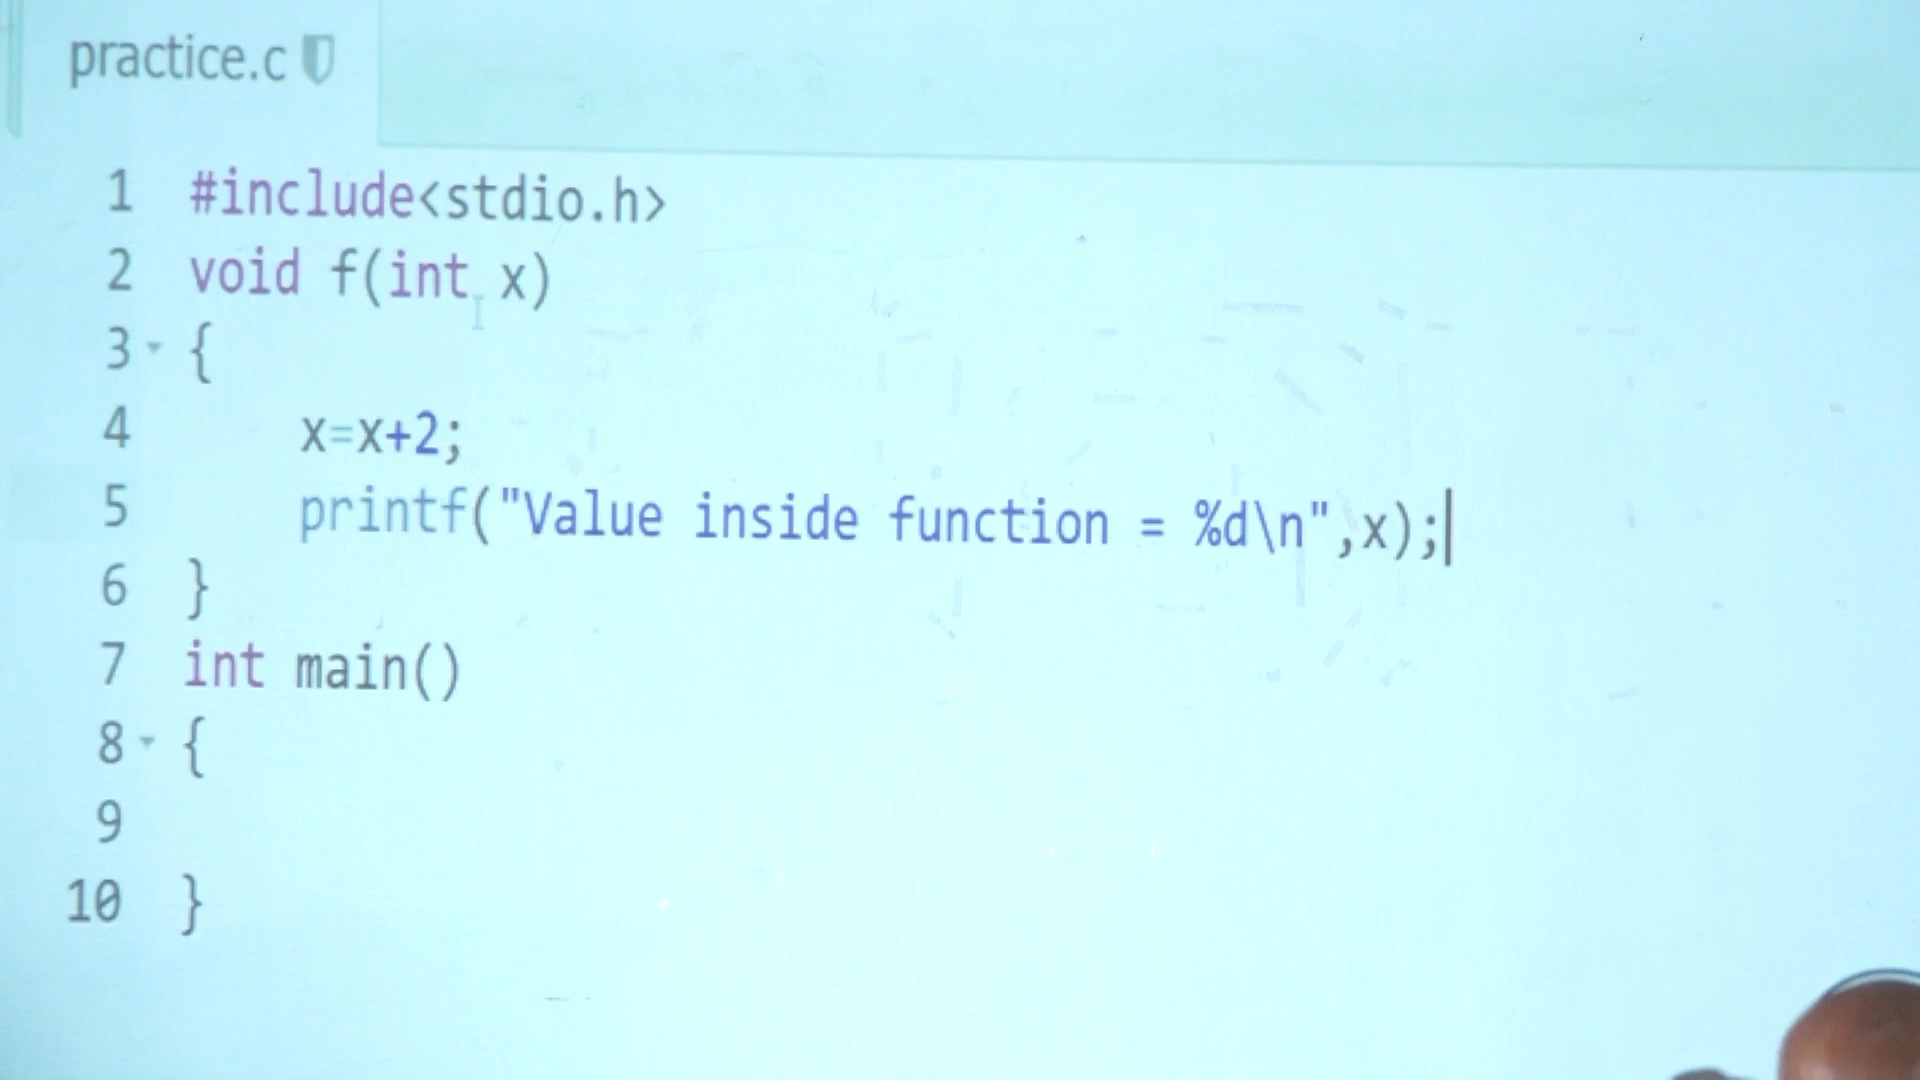 practice.c
1 #include<stdio.h>
2 void f(int x)
3 {
4 x=x+2;
5 printf("Value inside function = %d\n",x);
6 }
7 int main()
8 {
9
10 }